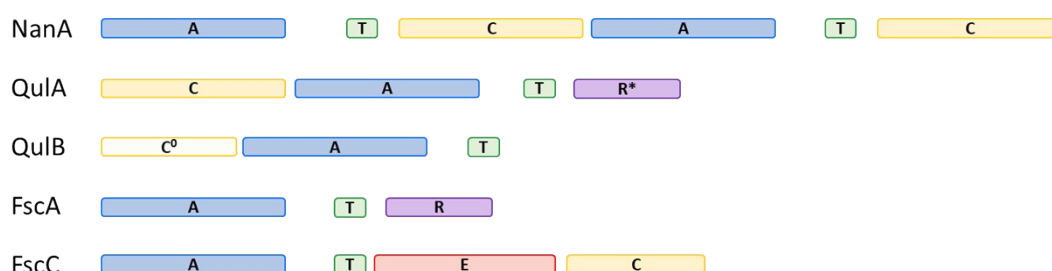 NanA A T C A T C
QulA C A T R*
QulB C⁰ A T
FscA A T R
FscC A T E C